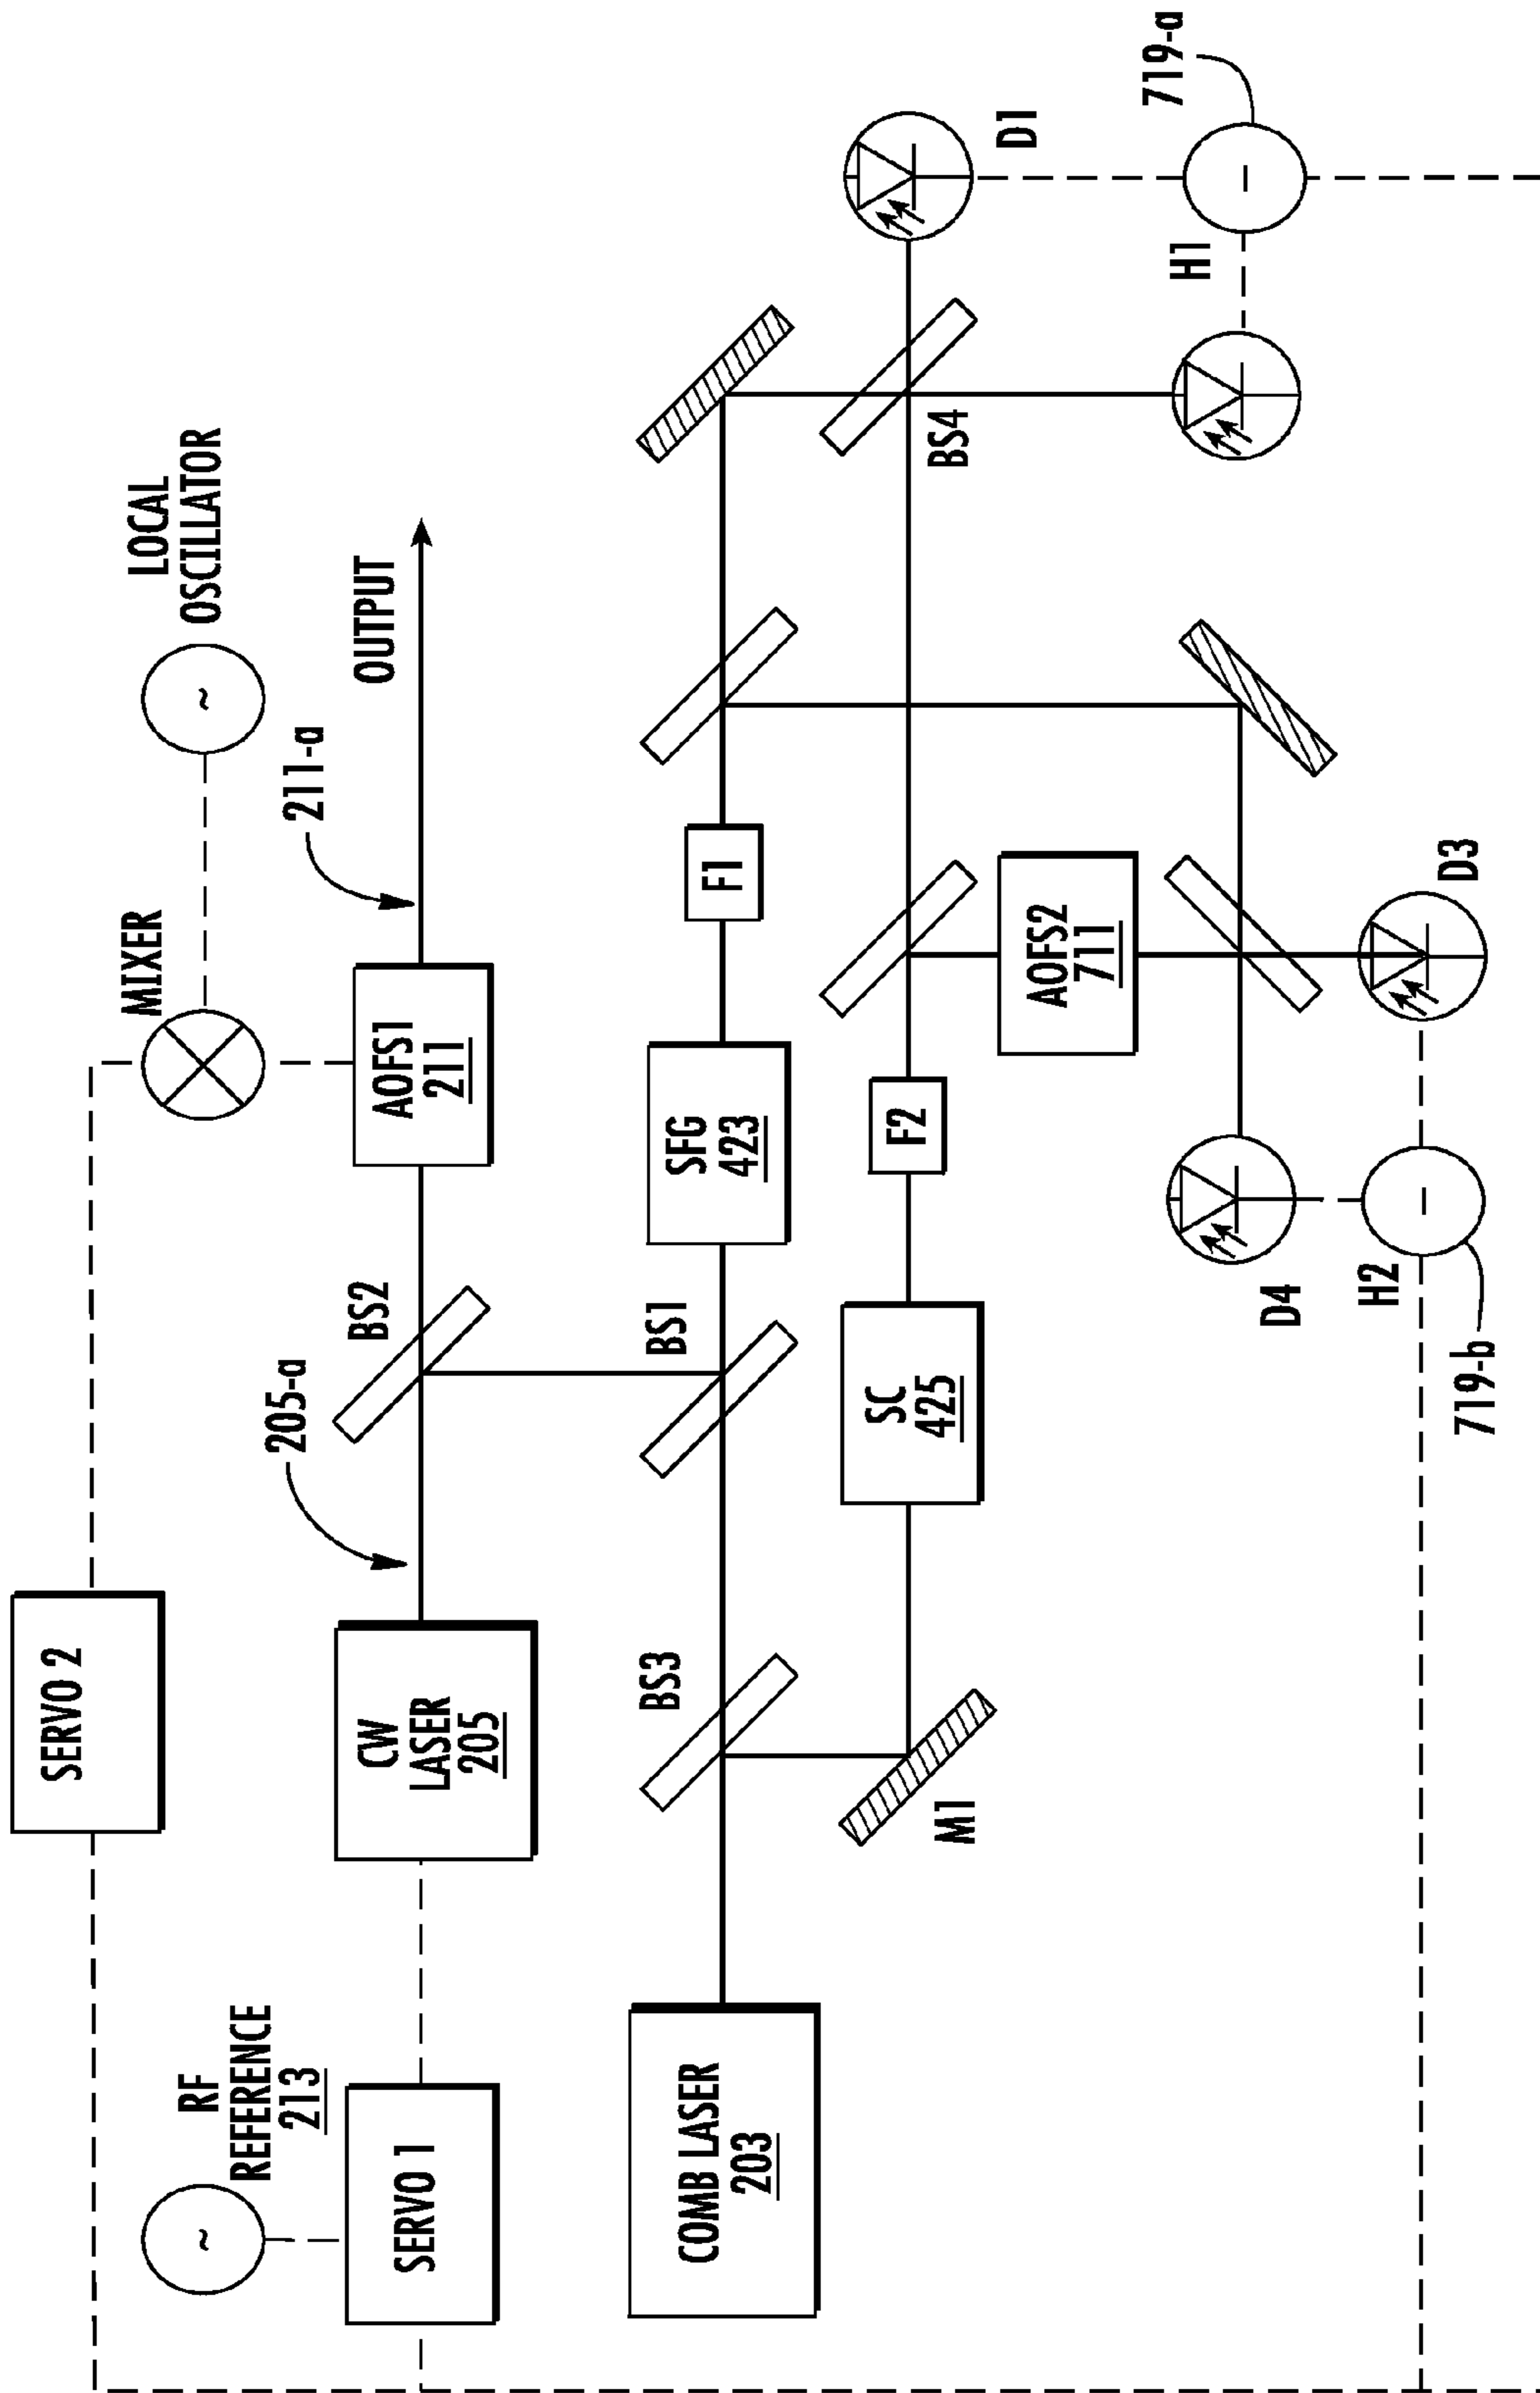 SERVO 2
MIXER
LOCAL
OSCILLATOR
~
~
RF
REFERENCE
213
SERVO 1
CW
LASER
205
205-a
BS2
AOFS1
211
211-a
OUTPUT
COMB LASER
203
BS3
BS1
SFG
423
F1
M1
SC
425
F2
BS4
D1
AOFS2
711
H1
719-a
D4
H2
719-b
D3